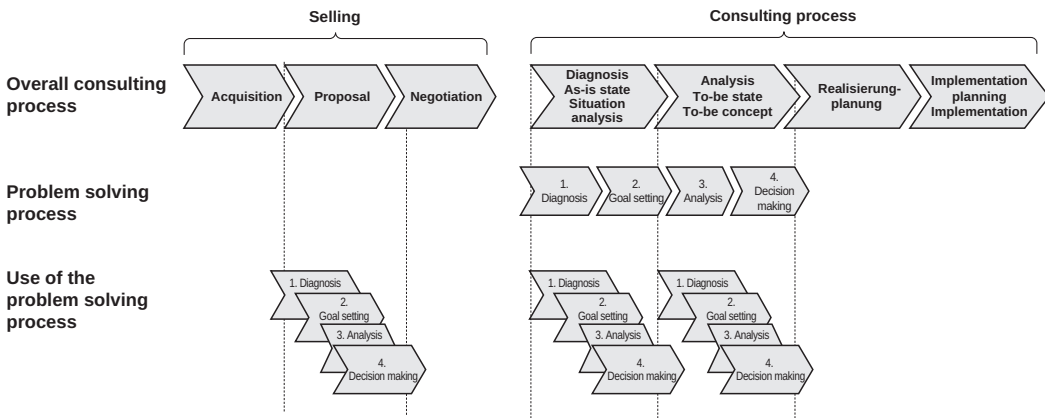 Selling
Consulting process
Overall consulting
process
Acquisition
Proposal
Negotiation
Diagnosis
As-is state
Situation
analysis
Analysis
To-be state
To-be concept
Realisierung-
planung
Implementation
planning
Implementation
Problem solving
process
1.
Diagnosis
2.
Goal setting
3.
Analysis
4.
Decision
making
Use of the
problem solving
process
1. Diagnosis
2.
Goal setting
3. Analysis
4.
Decision making
1. Diagnosis
2.
Goal setting
3. Analysis
4.
Decision making
1. Diagnosis
2.
Goal setting
3. Analysis
4.
Decision making